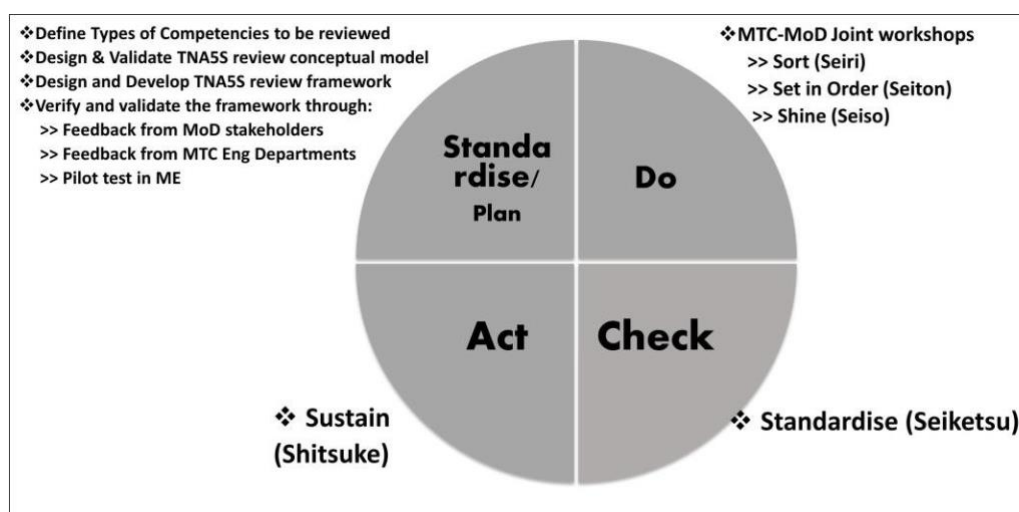 ❖Define Types of Competencies to be reviewed
❖Design & Validate TNA5S review conceptual model
❖Design and Develop TNA5S review framework
❖Verify and validate the framework through:
>> Feedback from MoD stakeholders
>> Feedback from MTC Eng Departments
>> Pilot test in ME
❖MTC-MoD Joint workshops
>> Sort (Seiri)
>> Set in Order (Seiton)
>> Shine (Seiso)
Standa
rdise/
Plan
Do
Act
Check
❖ Sustain
(Shitsuke)
❖ Standardise (Seiketsu)